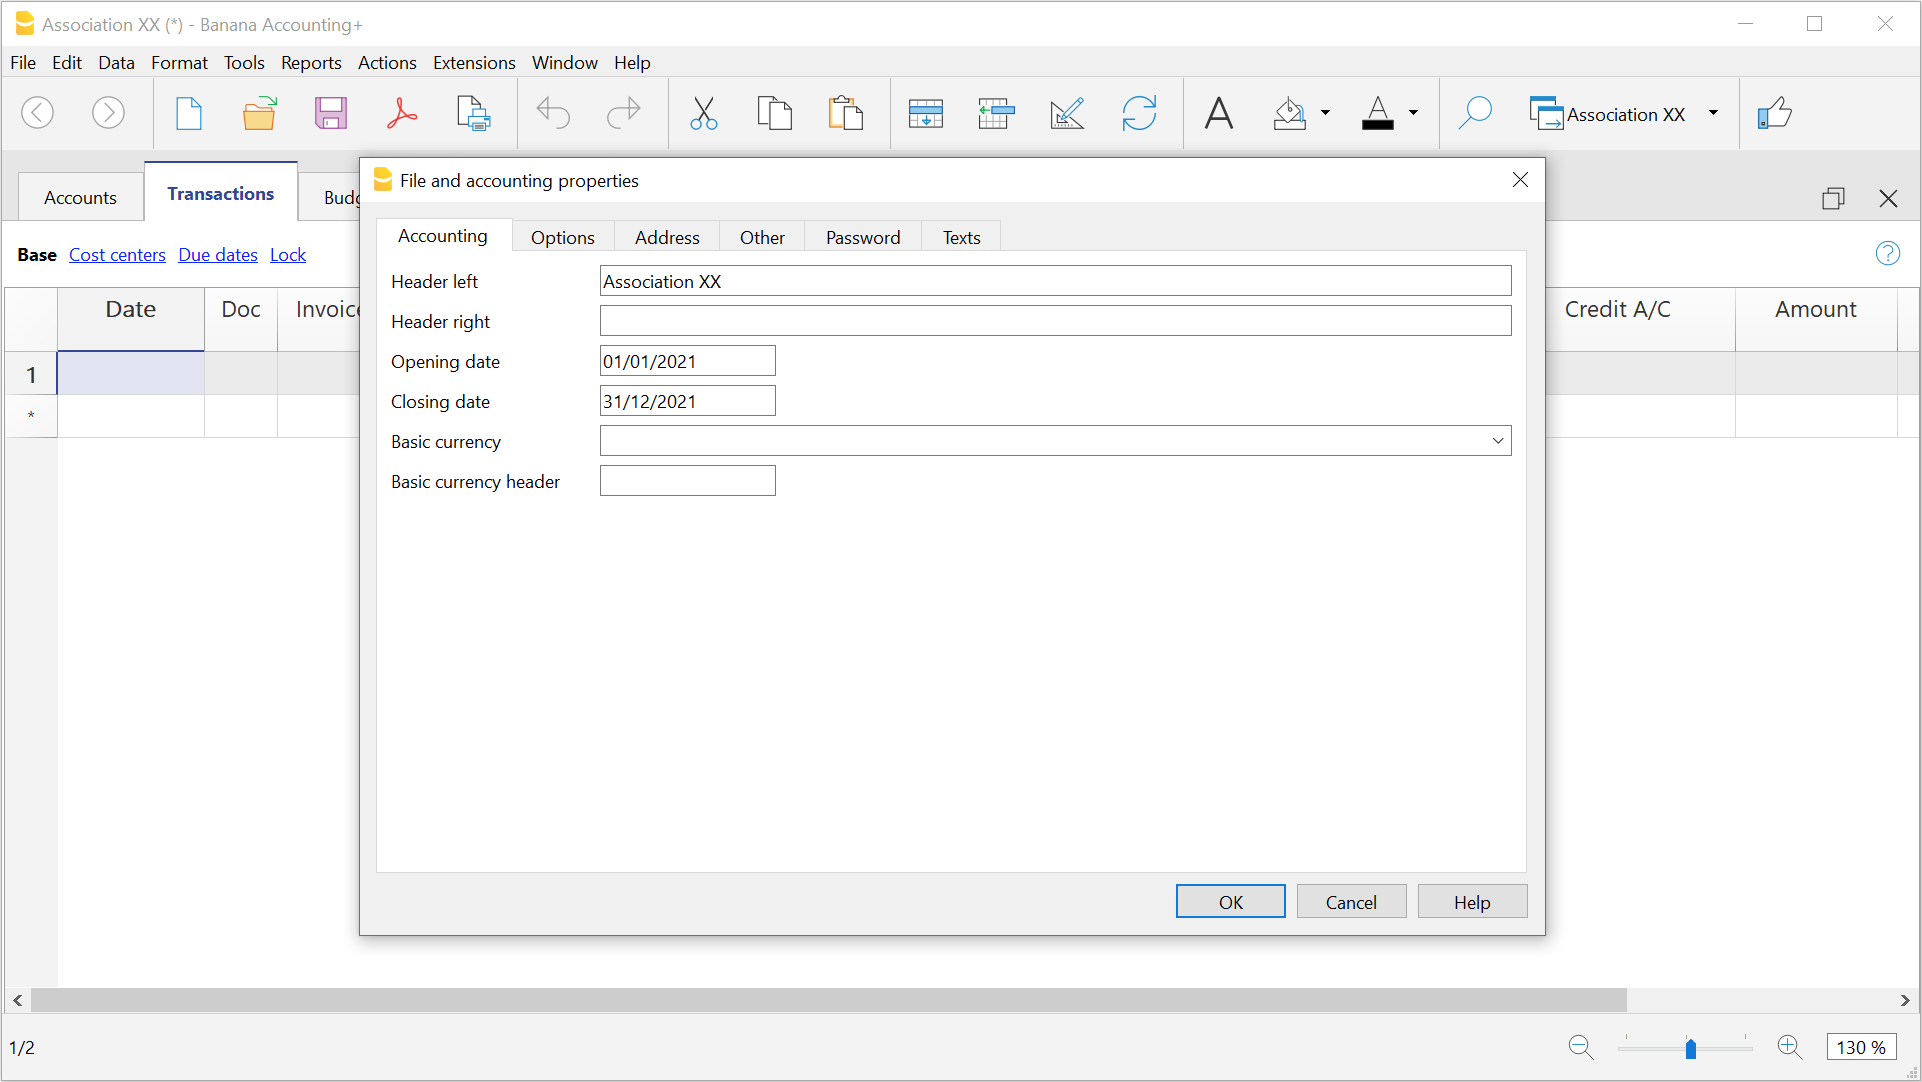 Association XX (*) - Banana Accounting+
File Edit Data Format Tools Reports Actions Extensions Window Help
A A Association XX
Accounts Transactions Budg
File and accounting properties
Accounting Options Address Other Password Texts
Base Cost centers Due dates Lock ?
Header left Association XX
Date Doc Invoice Credit A/C Amount
Header right
Opening date 01/01/2021
1
Closing date 31/12/2021
*
Basic currency
Basic currency header
OK Cancel Help
1/2 130 %